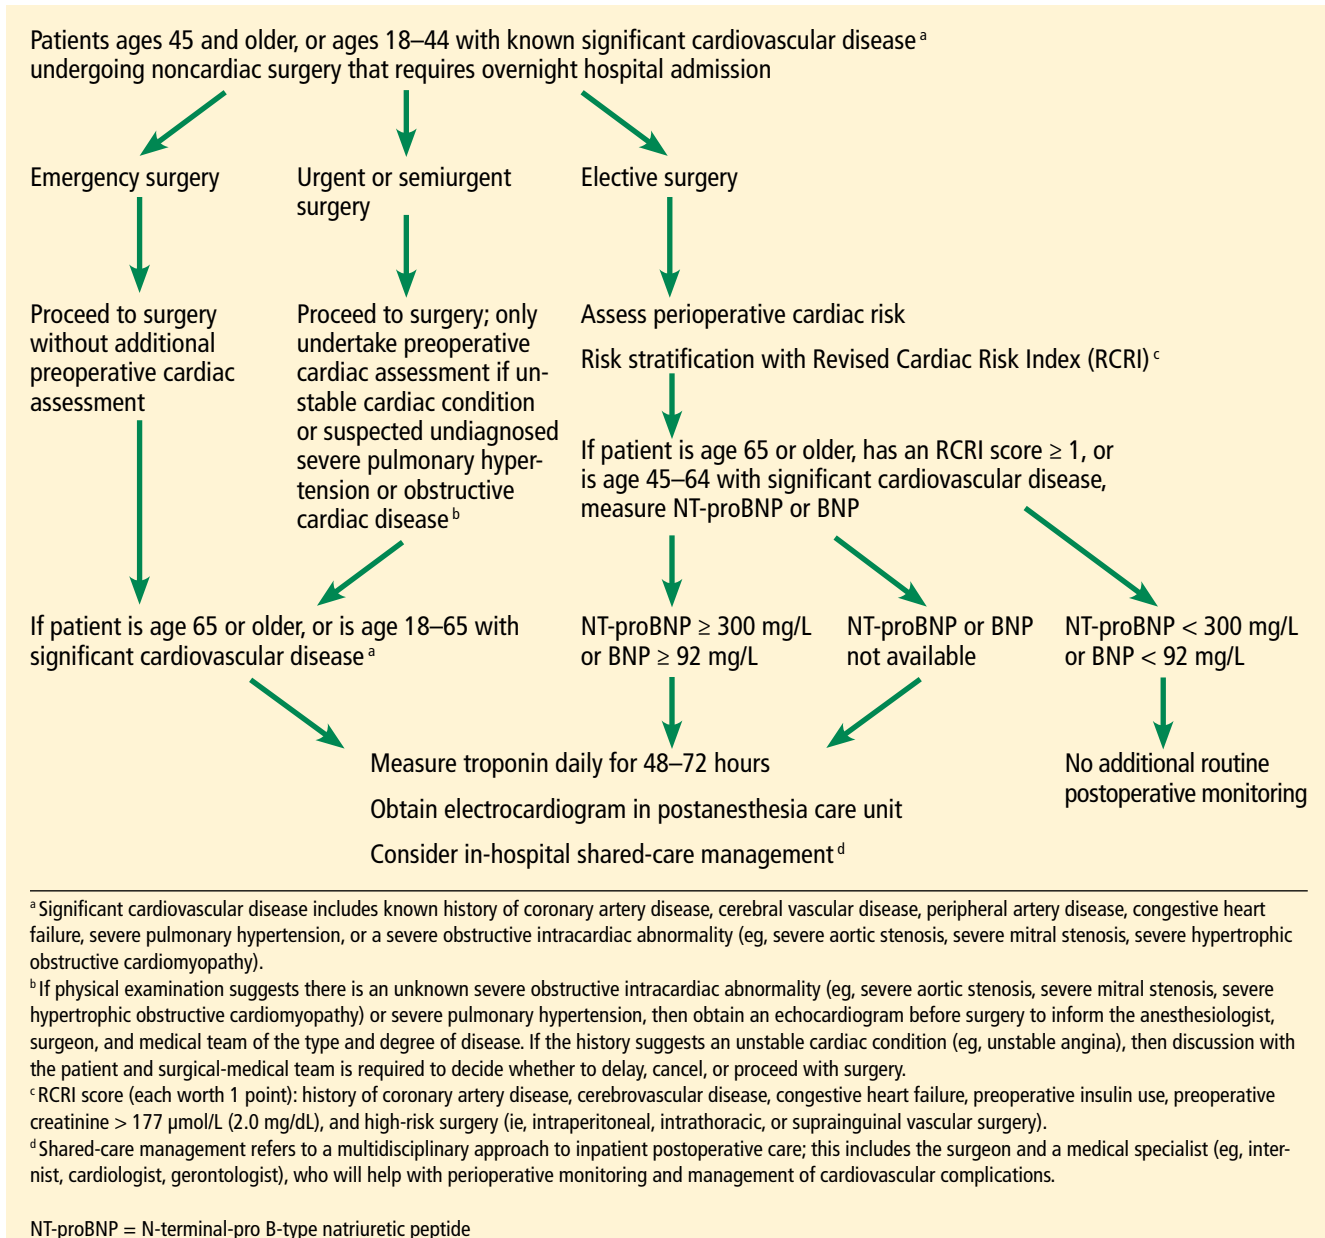 Patients ages 45 and older, or ages 18–44 with known significant cardiovascular disease a
undergoing noncardiac surgery that requires overnight hospital admission
Emergency surgery
Urgent or semiurgent
surgery
Elective surgery
Proceed to surgery
without additional
preoperative cardiac
assessment
Proceed to surgery; only
undertake preoperative
cardiac assessment if un-
stable cardiac condition
or suspected undiagnosed
severe pulmonary hyper-
tension or obstructive
cardiac disease b
Assess perioperative cardiac risk
Risk stratification with Revised Cardiac Risk Index (RCRI) c
If patient is age 65 or older, has an RCRI score ≥ 1, or
is age 45–64 with significant cardiovascular disease,
measure NT-proBNP or BNP
If patient is age 65 or older, or is age 18–65 with
significant cardiovascular disease a
NT-proBNP ≥ 300 mg/L
or BNP ≥ 92 mg/L
NT-proBNP or BNP
not available
NT-proBNP < 300 mg/L
or BNP < 92 mg/L
Measure troponin daily for 48–72 hours
Obtain electrocardiogram in postanesthesia care unit
Consider in-hospital shared-care management d
No additional routine
postoperative monitoring
a Significant cardiovascular disease includes known history of coronary artery disease, cerebral vascular disease, peripheral artery disease, congestive heart
failure, severe pulmonary hypertension, or a severe obstructive intracardiac abnormality (eg, severe aortic stenosis, severe mitral stenosis, severe hypertrophic
obstructive cardiomyopathy).
b If physical examination suggests there is an unknown severe obstructive intracardiac abnormality (eg, severe aortic stenosis, severe mitral stenosis, severe
hypertrophic obstructive cardiomyopathy) or severe pulmonary hypertension, then obtain an echocardiogram before surgery to inform the anesthesiologist,
surgeon, and medical team of the type and degree of disease. If the history suggests an unstable cardiac condition (eg, unstable angina), then discussion with
the patient and surgical-medical team is required to decide whether to delay, cancel, or proceed with surgery.
c RCRI score (each worth 1 point): history of coronary artery disease, cerebrovascular disease, congestive heart failure, preoperative insulin use, preoperative
creatinine > 177 µmol/L (2.0 mg/dL), and high-risk surgery (ie, intraperitoneal, intrathoracic, or suprainguinal vascular surgery).
d Shared-care management refers to a multidisciplinary approach to inpatient postoperative care; this includes the surgeon and a medical specialist (eg, inter-
nist, cardiologist, gerontologist), who will help with perioperative monitoring and management of cardiovascular complications.
NT-proBNP = N-terminal-pro B-type natriuretic peptide